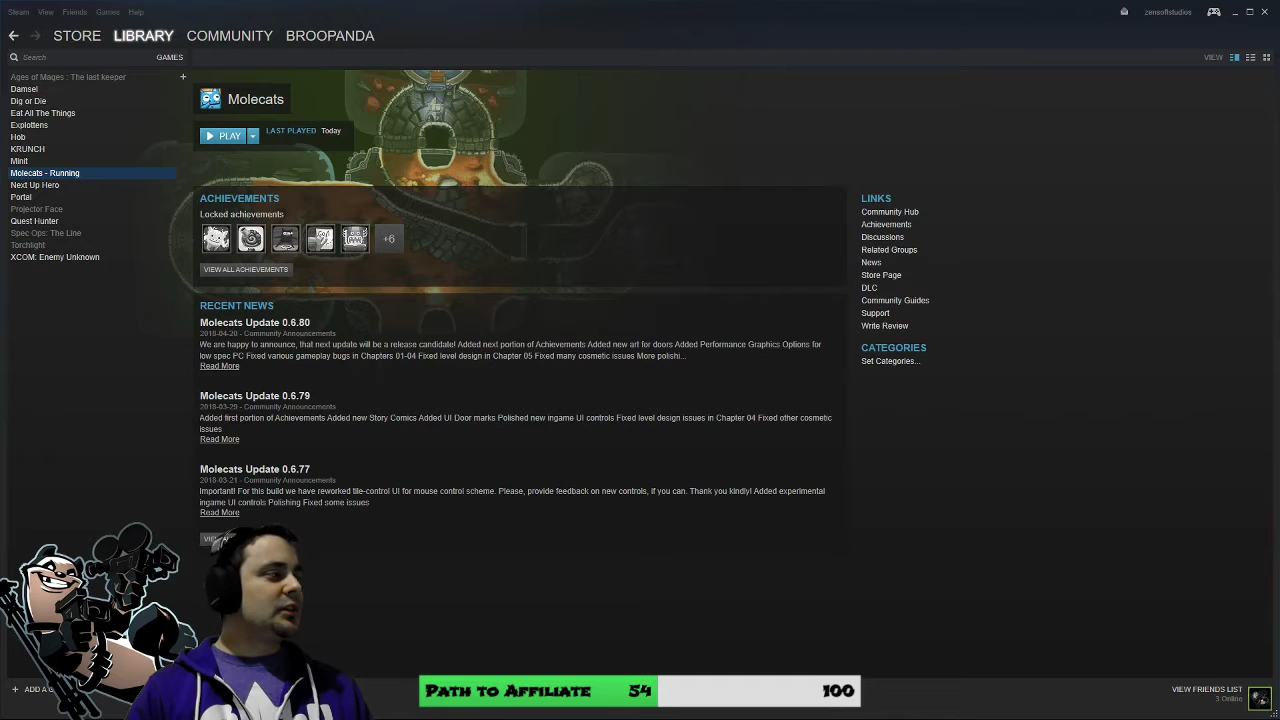 Steam View Friends Games Help
zensoftstudios
STORE LIBRARY COMMUNITY BROOPANDA
Search GAMES
VIEW
Ages of Mages : The last keeper +
Damsel
Dig or Die
Eat All The Things
Explottens
Hob
KRUNCH
Minit
Molecats - Running
Next Up Hero
Portal
Projector Face
Quest Hunter
Spec Ops: The Line
Torchlight
XCOM: Enemy Unknown
Molecats
PLAY LAST PLAYED Today
ACHIEVEMENTS
Locked achievements
+6
VIEW ALL ACHIEVEMENTS
RECENT NEWS
Molecats Update 0.6.80
2018-04-20 - Community Announcements
We are happy to announce, that next update will be a release candidate! Added next portion of Achievements Added new art for doors Added Performance Graphics Options for
low spec PC Fixed various gameplay bugs in Chapters 01-04 Fixed level design in Chapter 05 Fixed many cosmetic issues More polishi...
Read More
Molecats Update 0.6.79
2018-03-29 - Community Announcements
Added first portion of Achievements Added new Story Comics Added UI Door marks Polished new ingame UI controls Fixed level design issues in Chapter 04 Fixed other cosmetic
issues
Read More
Molecats Update 0.6.77
2018-03-21 - Community Announcements
Important! For this build we have reworked tile-control UI for mouse control scheme. Please, provide feedback on new controls, if you can. Thank you kindly! Added experimental
ingame UI controls Polishing Fixed some issues
Read More
LINKS
Community Hub
Achievements
Discussions
Related Groups
News
Store Page
DLC
Community Guides
Support
Write Review
CATEGORIES
Set Categories...
+ ADD A
Path to Affiliate 54 100
VIEW FRIENDS LIST
3 Online